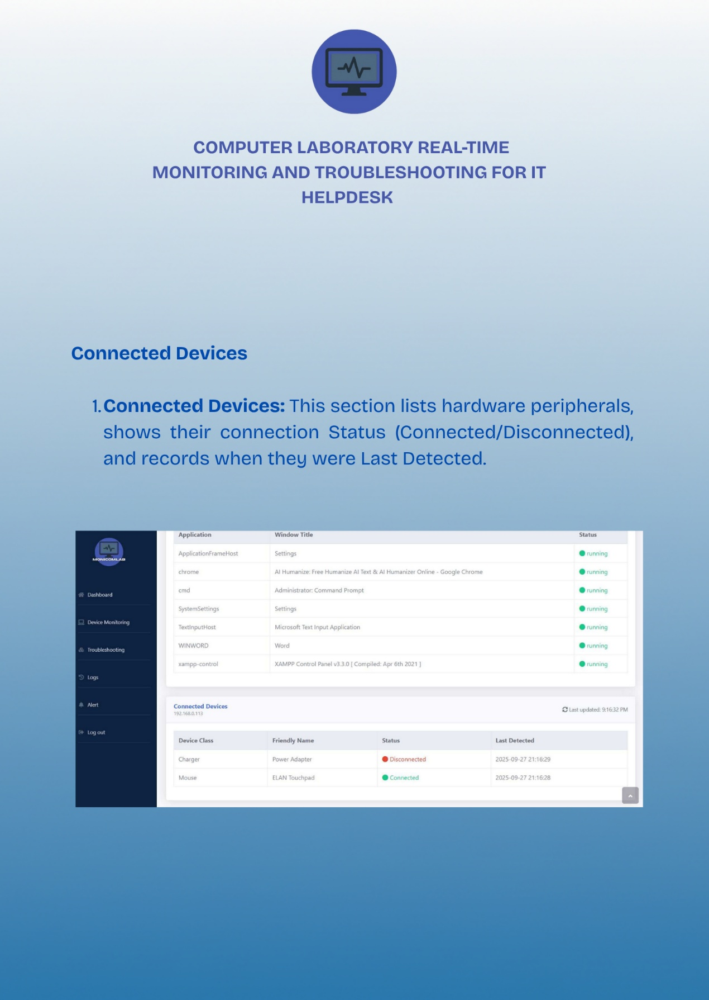 COMPUTER LABORATORY REAL-TIME
MONITORING AND TROUBLESHOOTING FOR IT
HELPDESK
Connected Devices
1. Connected Devices: This section lists hardware peripherals,
shows their connection Status (Connected/Disconnected),
and records when they were Last Detected.
MONICOMLAB
Dashboard
Device Monitoring
Troubleshooting
Logs
Alert
Log out
Application Window Title Status
ApplicationFrameHost Settings running
chrome AI Humanize: Free Humanize AI Text & AI Humanizer Online - Google Chrome running
cmd Administrator: Command Prompt running
SystemSettings Settings running
TextInputHost Microsoft Text Input Application running
WINWORD Word running
xampp-control XAMPP Control Panel v3.3.0 [ Compiled: Apr 6th 2021 ] running
Connected Devices
192.168.0.113
Last updated: 9:16:32 PM
Device Class Friendly Name Status Last Detected
Charger Power Adapter Disconnected 2025-09-27 21:16:29
Mouse ELAN Touchpad Connected 2025-09-27 21:16:28